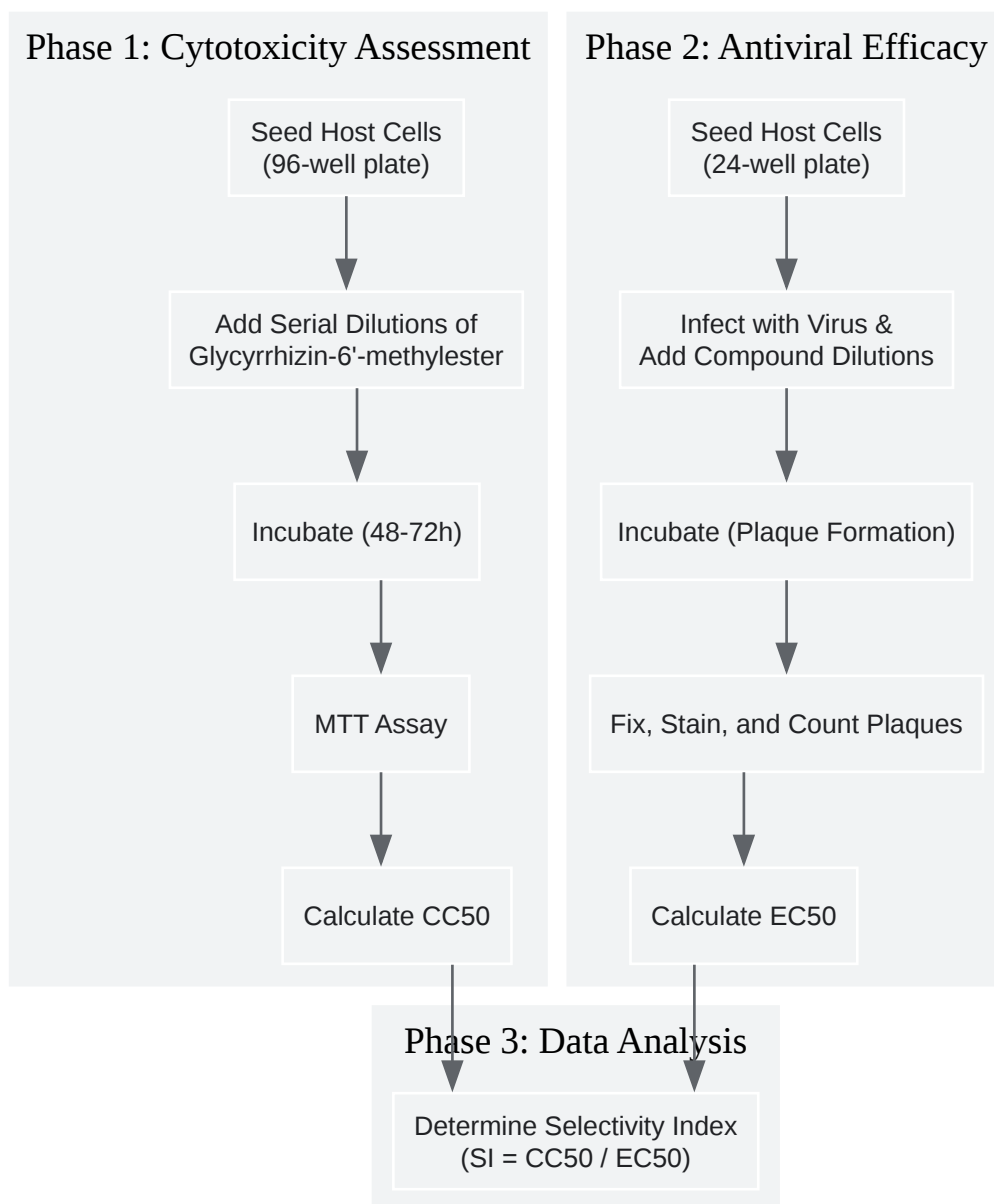 Phase 1: Cytotoxicity Assessment
Seed Host Cells
(96-well plate)
Add Serial Dilutions of
Glycyrrhizin-6'-methylester
Incubate (48-72h)
MTT Assay
Calculate CC50
Phase 2: Antiviral Efficacy
Seed Host Cells
(24-well plate)
Infect with Virus &
Add Compound Dilutions
Incubate (Plaque Formation)
Fix, Stain, and Count Plaques
Calculate EC50
Phase 3: Data Analysis
Determine Selectivity Index
(SI = CC50 / EC50)